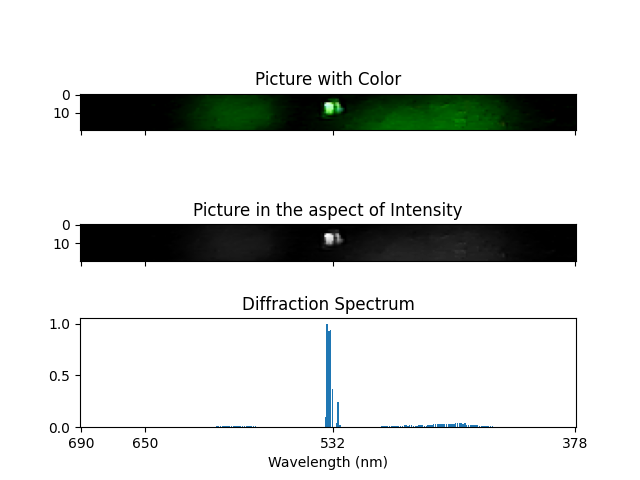 Picture with Color
0
10
Picture in the aspect of Intensity
0
10
Diffraction Spectrum
1.0
0.5
0.0
690 650 532 378
Wavelength (nm)